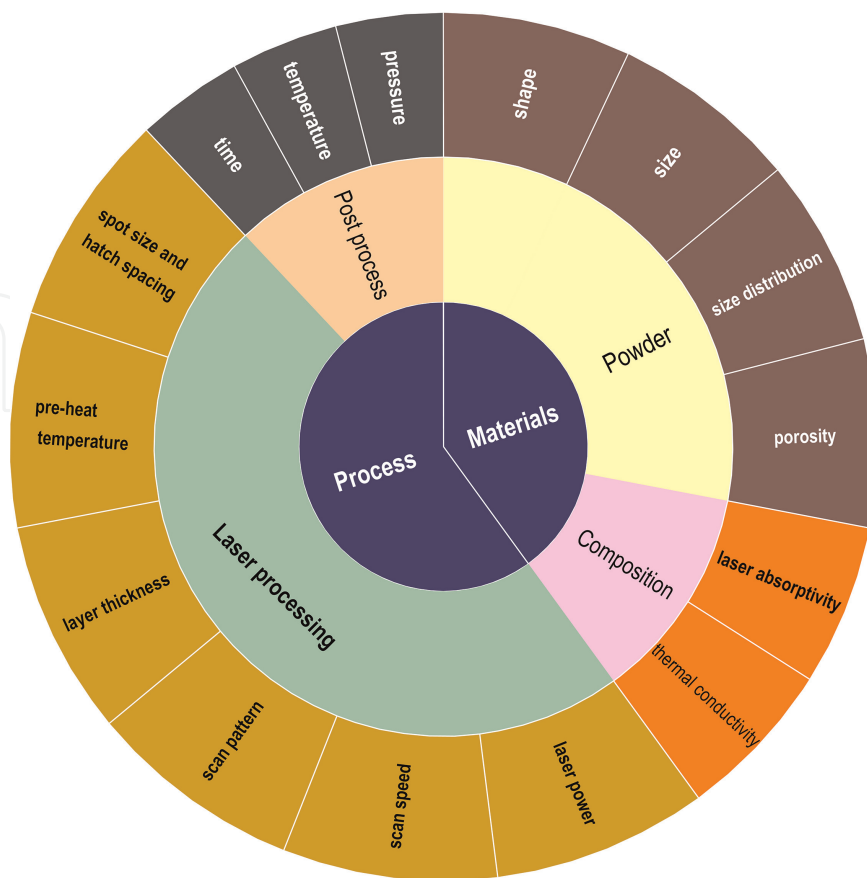 Materials
Process
Powder
Composition
Laser processing
Post process
shape
size
size distribution
porosity
laser absorptivity
thermal conductivity
laser power
scan speed
scan pattern
layer thickness
pre-heat
temperature
spot size and
hatch spacing
time
temperature
pressure